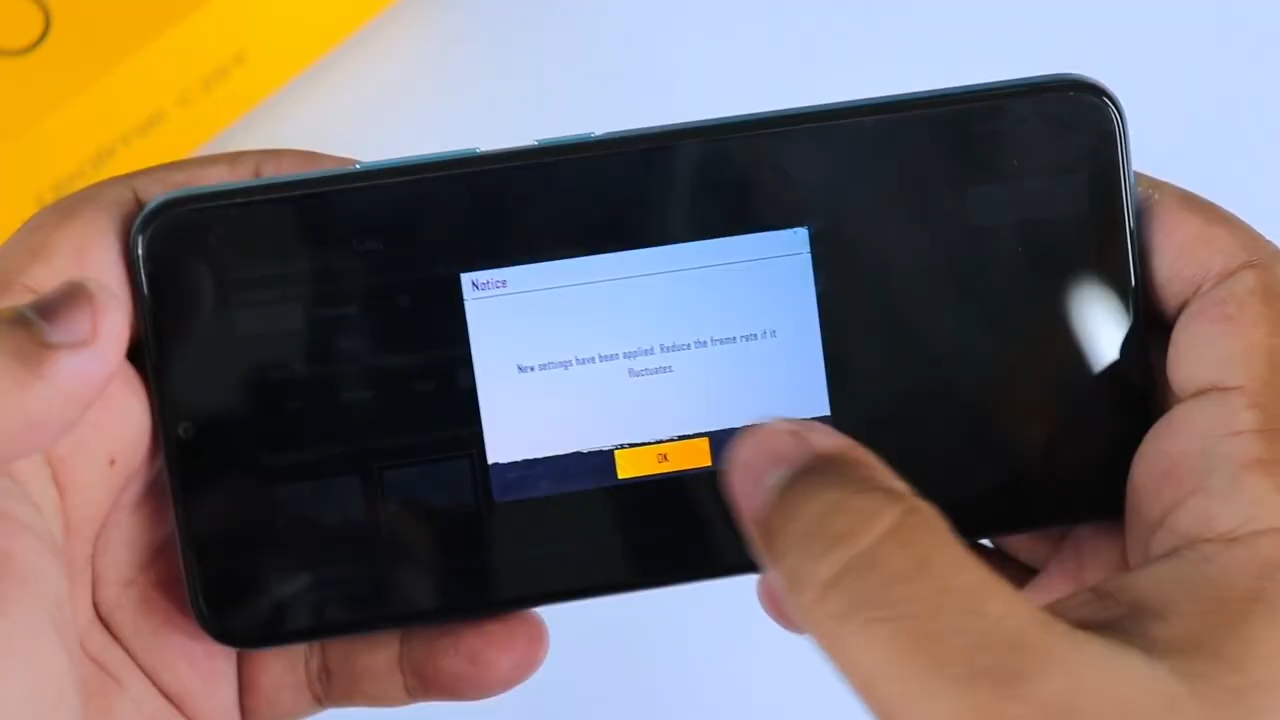 Notice
New settings have been applied. Reduce the frame rate if it
fluctuates.
OK